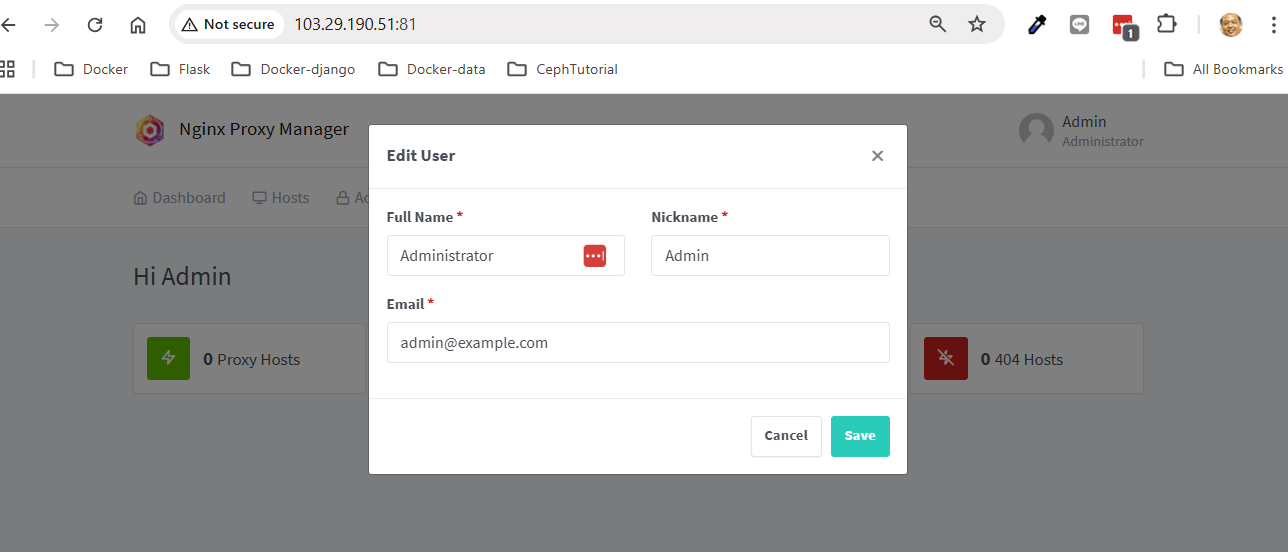 Not secure 103.29.190.51:81
1
Docker Flask Docker-django Docker-data CephTutorial All Bookmarks
Nginx Proxy Manager
Admin
Administrator
Edit User ×
Dashboard Hosts
Full Name * Nickname *
Administrator Admin
Hi Admin
Email *
admin@example.com
0 Proxy Hosts
0 404 Hosts
Cancel Save